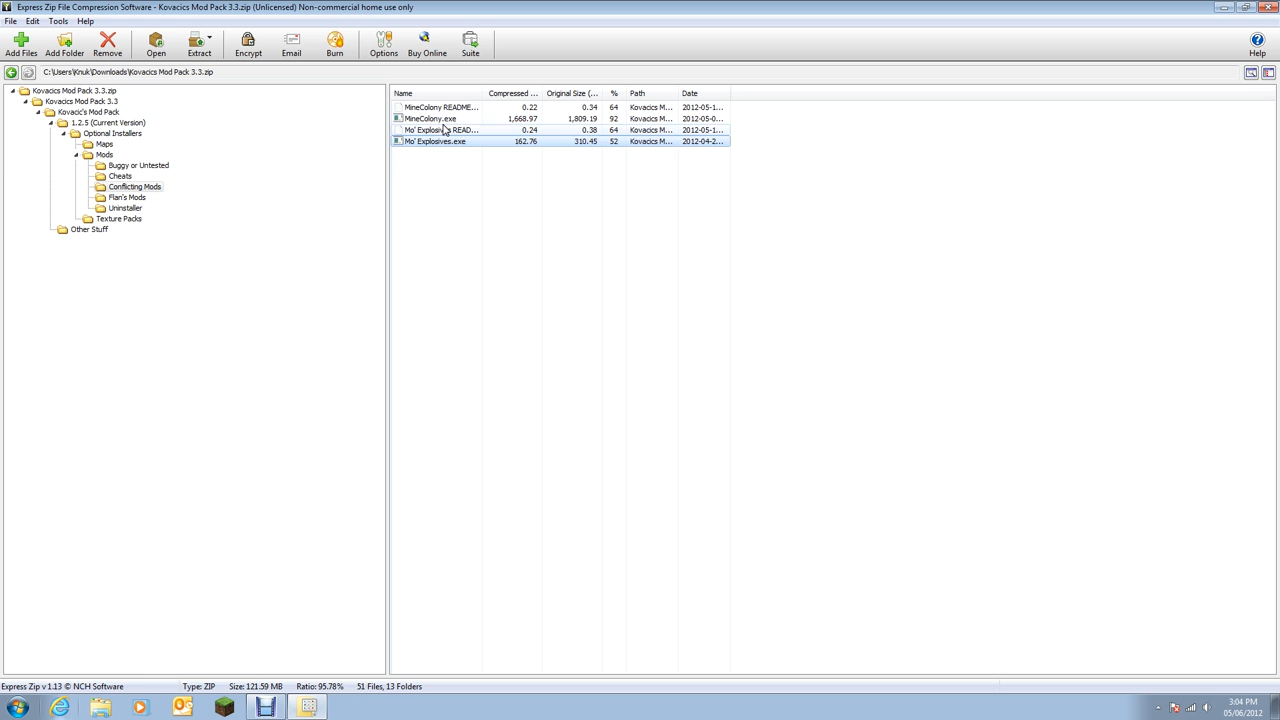 Express Zip File Compression Software - Kovacics Mod Pack 3.3.zip (Unlicensed) Non-commercial home use only
File Edit Tools Help
Add Files Add Folder Remove Open Extract Encrypt Email Burn Options Buy Online Suite Help
C:\Users\Knuk\Downloads\Kovacics Mod Pack 3.3.zip
Kovacics Mod Pack 3.3.zip
Kovacics Mod Pack 3.3
Kovacic's Mod Pack
1.2.5 (Current Version)
Optional Installers
Maps
Mods
Buggy or Untested
Cheats
Conflicting Mods
Flan's Mods
Uninstaller
Texture Packs
Other Stuff
Name Compressed ... Original Size (... % Path Date
MineColony README... 0.22 0.34 64 Kovacics M... 2012-05-1...
MineColony.exe 1,668.97 1,809.19 92 Kovacics M... 2012-05-0...
Mo' Explosives READ... 0.24 0.38 64 Kovacics M... 2012-05-1...
Mo' Explosives.exe 162.76 310.45 52 Kovacics M... 2012-04-2...
Express Zip v 1.13 © NCH Software Type: ZIP Size: 121.59 MB Ratio: 95.78% 51 Files, 13 Folders
3:04 PM
05/06/2012